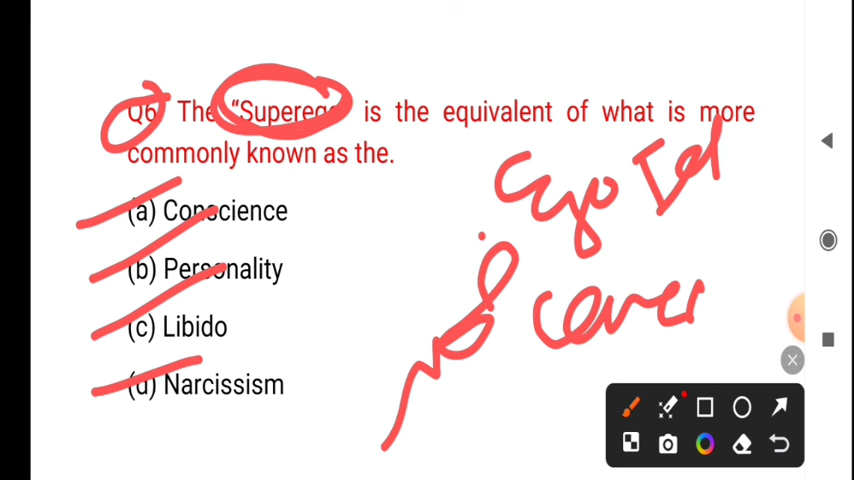 Q6. The “Superego” is the equivalent of what is more
commonly known as the.
(a) Conscience
(b) Personality
(c) Libido
(d) Narcissism
Ego Id